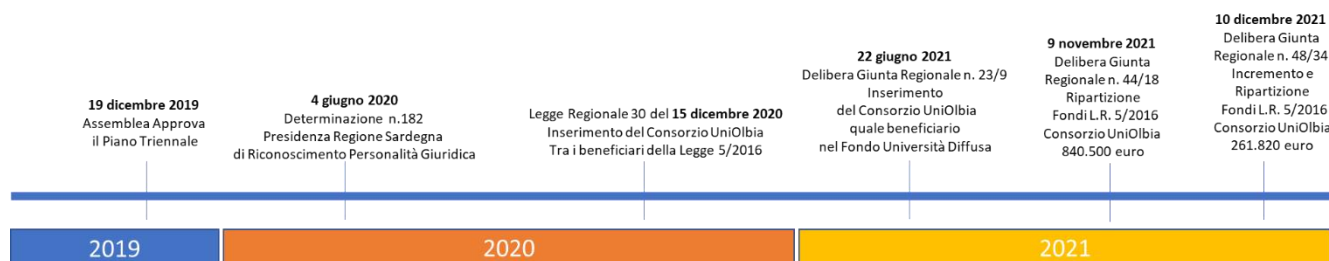 19 dicembre 2019
Assemblea Approva
il Piano Triennale
4 giugno 2020
Determinazione n.182
Presidenza Regione Sardegna
di Riconoscimento Personalità Giuridica
Legge Regionale 30 del 15 dicembre 2020
Inserimento del Consorzio UniOlbia
Tra i beneficiari della Legge 5/2016
22 giugno 2021
Delibera Giunta Regionale n. 23/9
Inserimento
del Consorzio UniOlbia
quale beneficiario
nel Fondo Università Diffusa
9 novembre 2021
Delibera Giunta
Regionale n. 44/18
Ripartizione
Fondi L.R. 5/2016
Consorzio UniOlbia
840.500 euro
10 dicembre 2021
Delibera Giunta
Regionale n. 48/34
Incremento e
Ripartizione
Fondi L.R. 5/2016
Consorzio UniOlbia
261.820 euro
2019
2020
2021